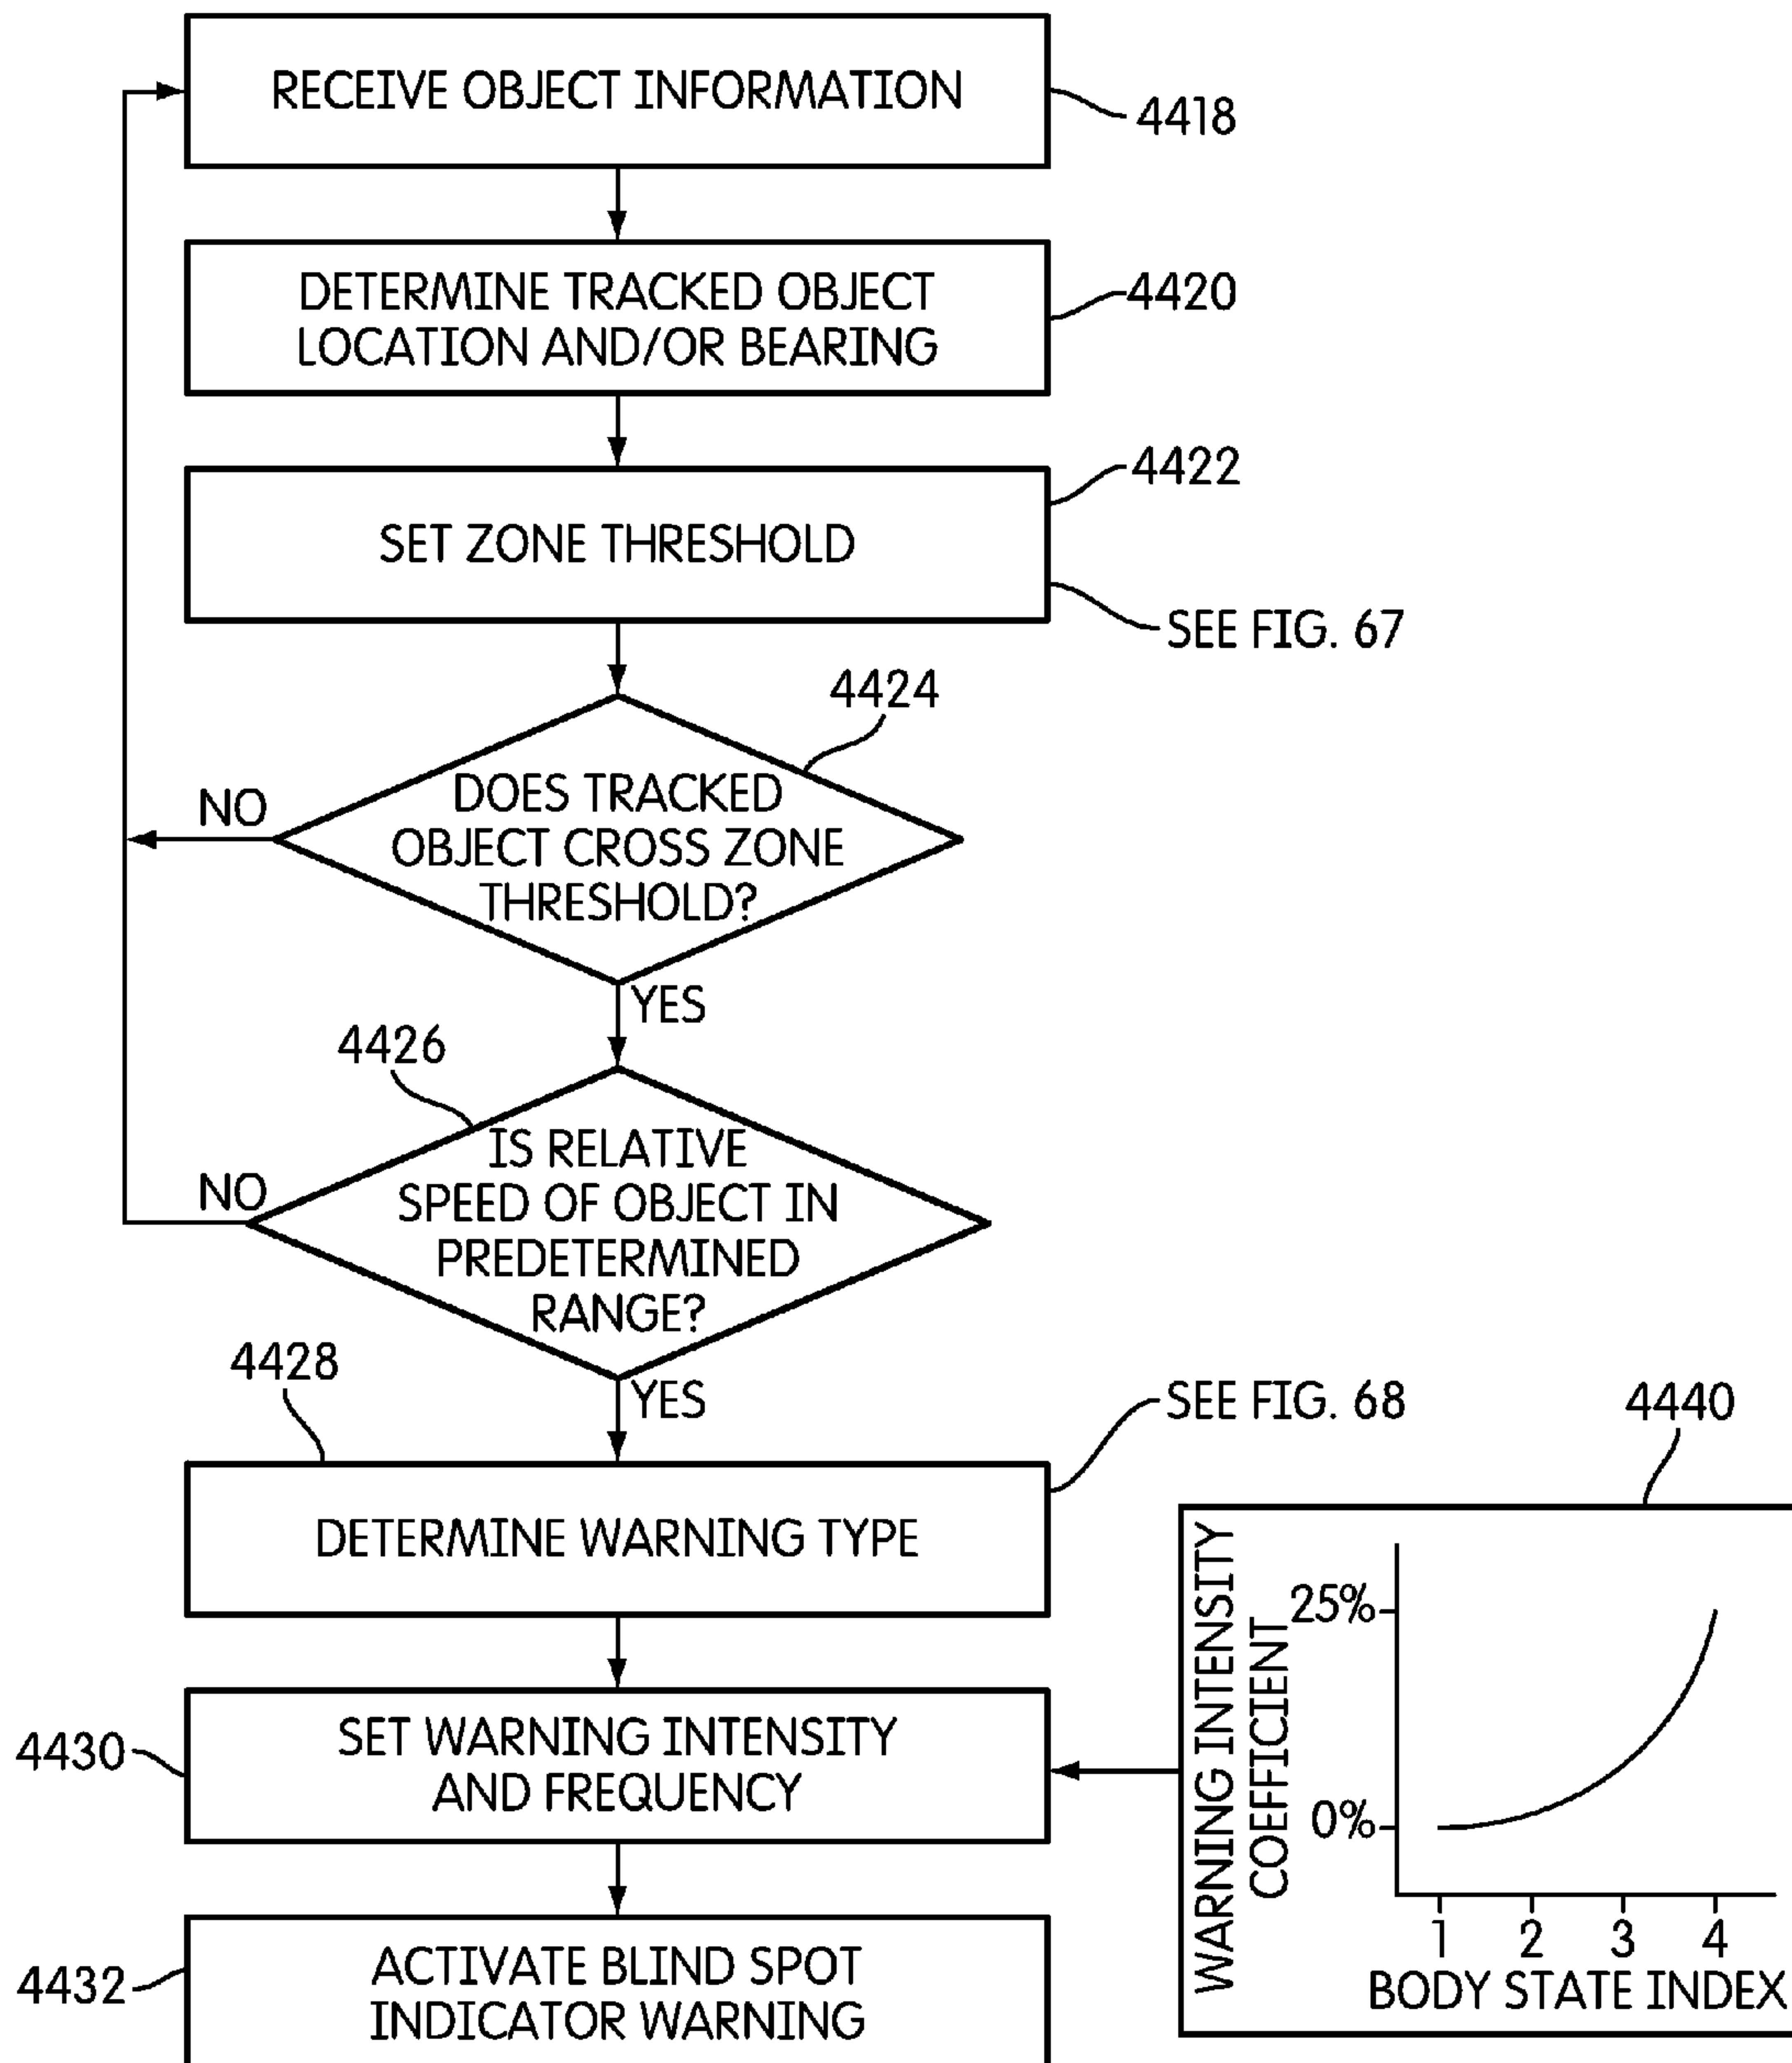 RECEIVE OBJECT INFORMATION
4418
DETERMINE TRACKED OBJECT
LOCATION AND/OR BEARING
4420
4422
SET ZONE THRESHOLD
SEE FIG. 67
4424
DOES TRACKED
OBJECT CROSS ZONE
THRESHOLD?
NO
YES
4426
IS RELATIVE
SPEED OF OBJECT IN
PREDETERMINED
RANGE?
NO
YES
4428
SEE FIG. 68
DETERMINE WARNING TYPE
4440
WARNING INTENSITY
COEFFICIENT
25%
0%
1 2 3 4
BODY STATE INDEX
4430
SET WARNING INTENSITY
AND FREQUENCY
4432
ACTIVATE BLIND SPOT
INDICATOR WARNING